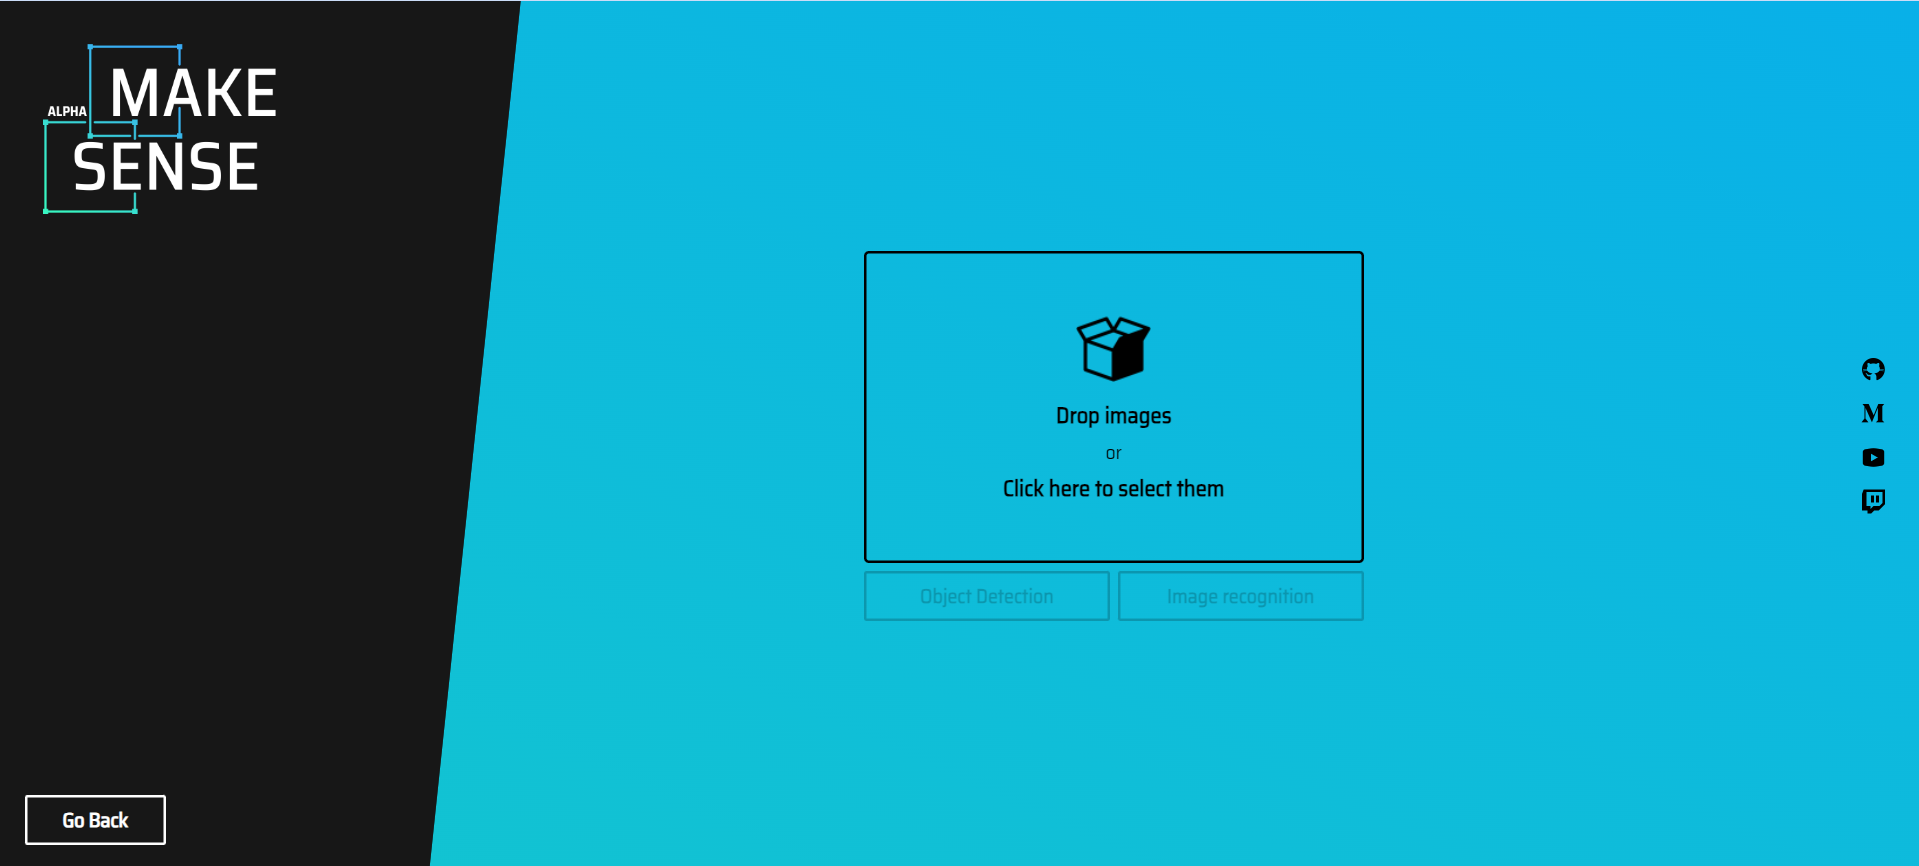 ALPHA
MAKE
SENSE
Drop images
or
Click here to select them
Object Detection
Image recognition
Go Back